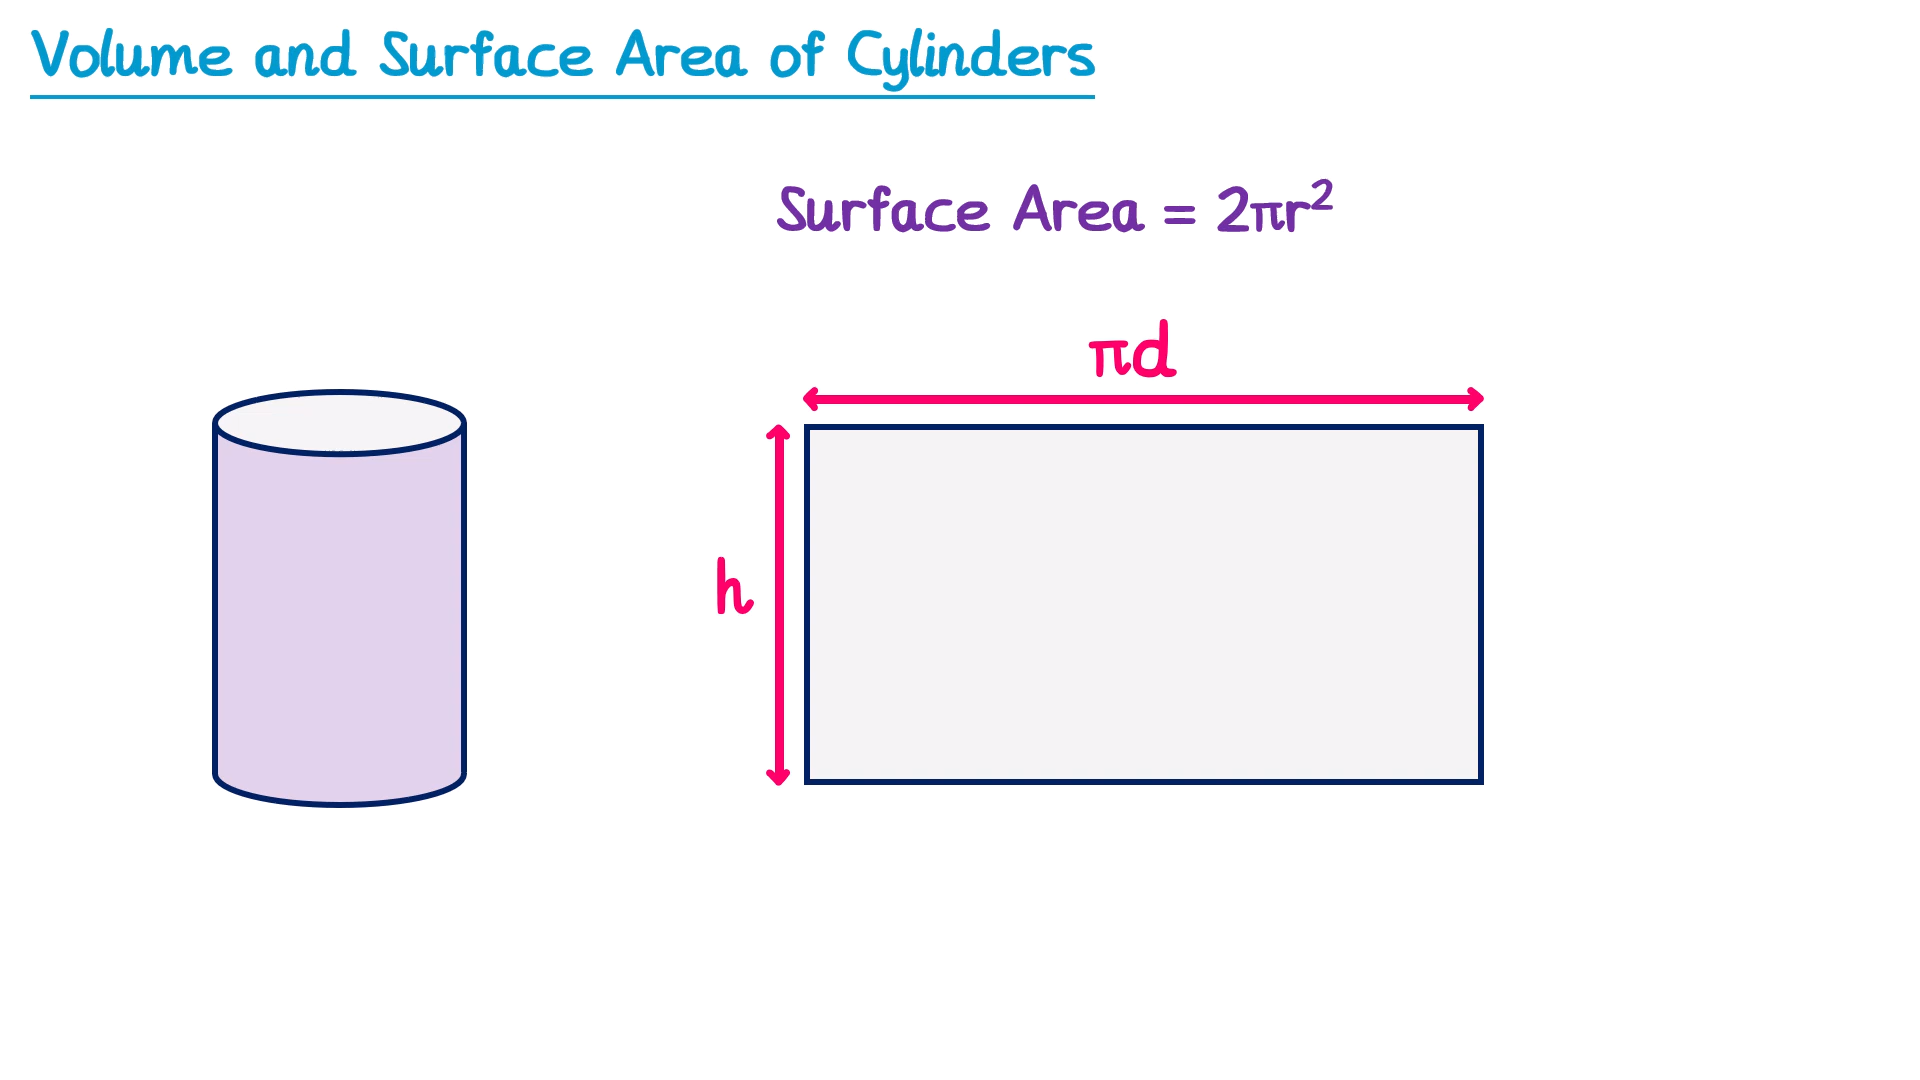 Volume and Surface Area of Cylinders
Surface Area = 2πr²
πd
h